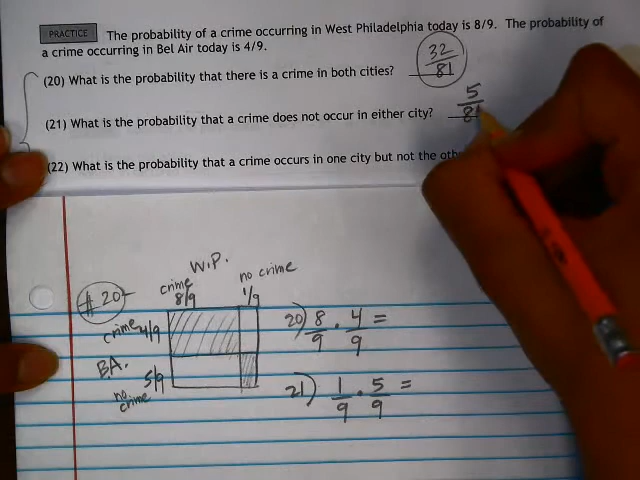 PRACTICE The probability of a crime occurring in West Philadelphia today is 8/9. The probability of
a crime occurring in Bel Air today is 4/9.
(20) What is the probability that there is a crime in both cities? 32/81
(21) What is the probability that a crime does not occur in either city? 5/81
(22) What is the probability that a crime occurs in one city but not the
W.P.
crime no crime
#20 8/9 1/9
crime 4/9 20) 8/9 · 4/9 =
B.A.
5/9 21) 1/9 · 5/9 =
no
crime